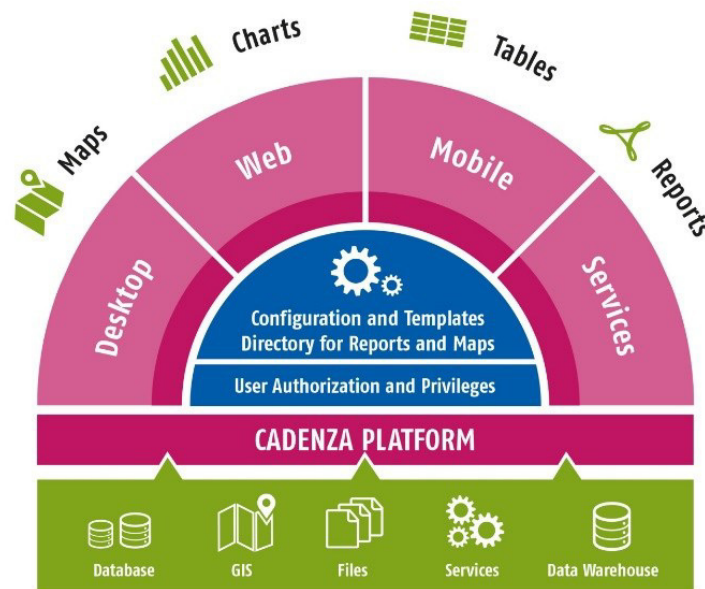 Maps
Charts
Tables
Reports
Desktop
Web
Mobile
Services
Configuration and Templates
Directory for Reports and Maps
User Authorization and Privileges
CADENZA PLATFORM
Database
GIS
Files
Services
Data Warehouse